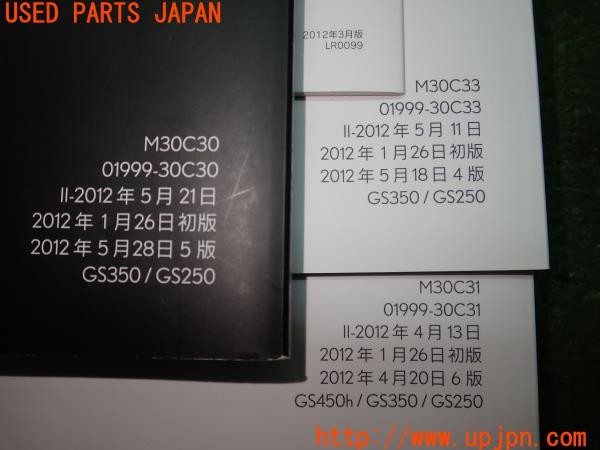 USED PARTS JAPAN
2012年3月版
LR0099
M30C33
01999-30C33
II-2012年5月11日
2012年1月26日初版
2012年5月18日4版
GS350/GS250
M30C30
01999-30C30
II-2012年5月21日
2012年1月26日初版
2012年5月28日5版
GS350/GS250
M30C31
01999-30C31
II-2012年4月13日
2012年1月26日初版
2012年4月20日6版
GS450h/GS350/GS250
http://www.upjpn.com